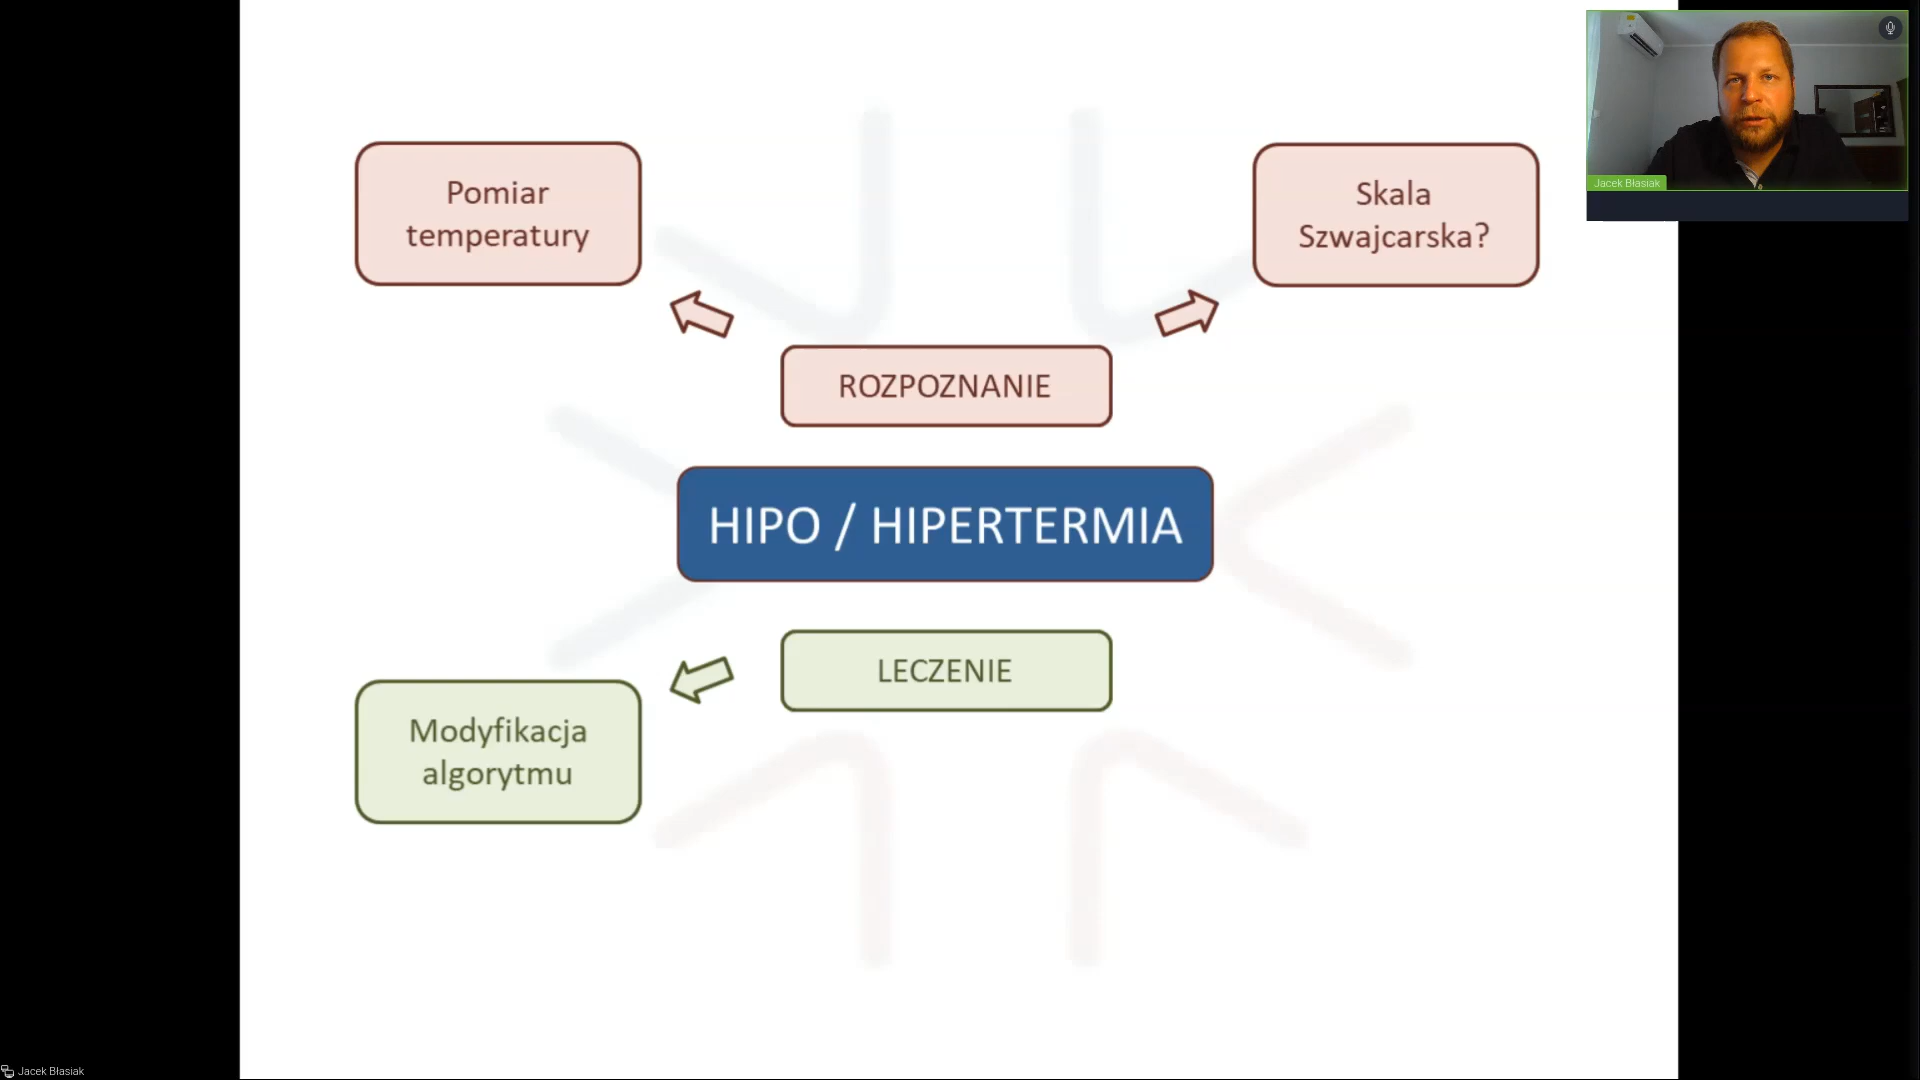 Pomiar
temperatury
Skala
Szwajcarska?
Jacek Błasiak
ROZPOZNANIE
HIPO / HIPERTERMIA
LECZENIE
Modyfikacja
algorytmu
Jacek Błasiak